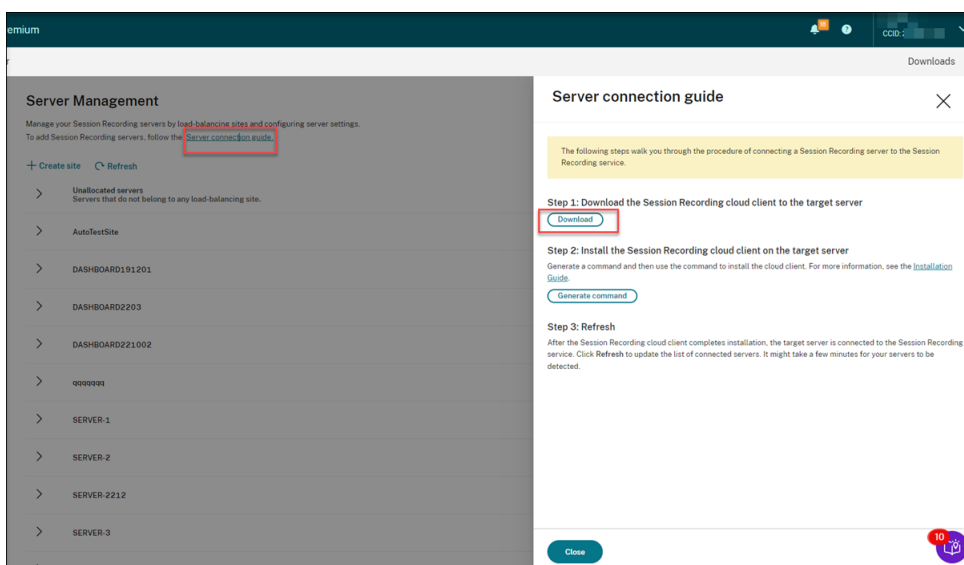 emium
18
?
CCID:
r
Downloads
Server Management
Manage your Session Recording servers by load-balancing sites and configuring server settings.
To add Session Recording servers, follow the Server connection guide.
+ Create site
Refresh
Unallocated servers
Servers that do not belong to any load-balancing site.
AutoTestSite
DASHBOARD191201
DASHBOARD2203
DASHBOARD221002
qqqqqqq
SERVER-1
SERVER-2
SERVER-2212
SERVER-3
Server connection guide
The following steps walk you through the procedure of connecting a Session Recording server to the Session
Recording service.
Step 1: Download the Session Recording cloud client to the target server
Download
Step 2: Install the Session Recording cloud client on the target server
Generate a command and then use the command to install the cloud client. For more information, see the Installation
Guide.
Generate command
Step 3: Refresh
After the Session Recording cloud client completes installation, the target server is connected to the Session Recording
service. Click Refresh to update the list of connected servers. It might take a few minutes for your servers to be
detected.
Close
10